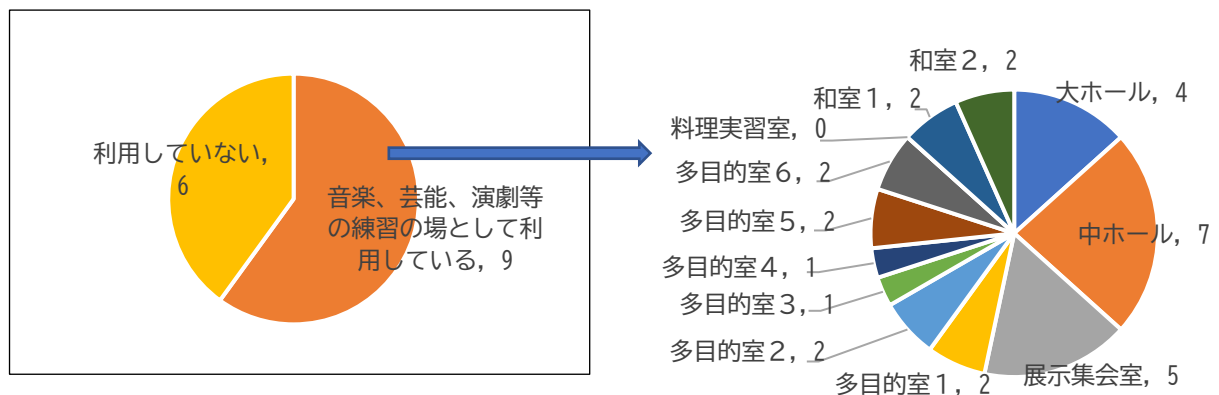 利用していない,
6
音楽、芸能、演劇等
の練習の場として利
用している, 9
和室２, 2
大ホール, 4
和室１, 2
料理実習室, 0
多目的室６, 2
多目的室５, 2
中ホール, 7
多目的室４, 1
多目的室３, 1
多目的室２, 2
多目的室１, 2
展示集会室, 5